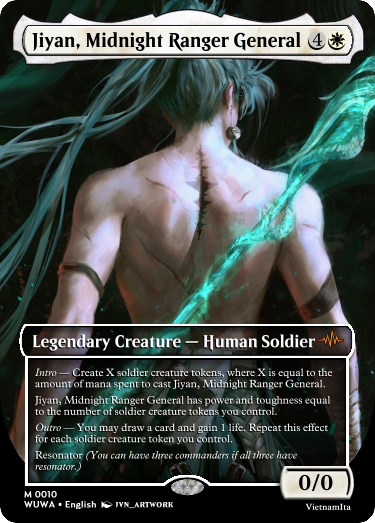 Jiyan, Midnight Ranger General 4
Legendary Creature — Human Soldier
Intro — Create X soldier creature tokens, where X is equal to the
amount of mana spent to cast Jiyan, Midnight Ranger General.
Jiyan, Midnight Ranger General has power and toughness equal
to the number of soldier creature tokens you control.
Outro — You may draw a card and gain 1 life. Repeat this effect
for each soldier creature token you control.
Resonator (You can have three commanders if all three have
resonator.)
0/0
M 0010
WUWA • English JVN_ARTWORK
VietnamIta